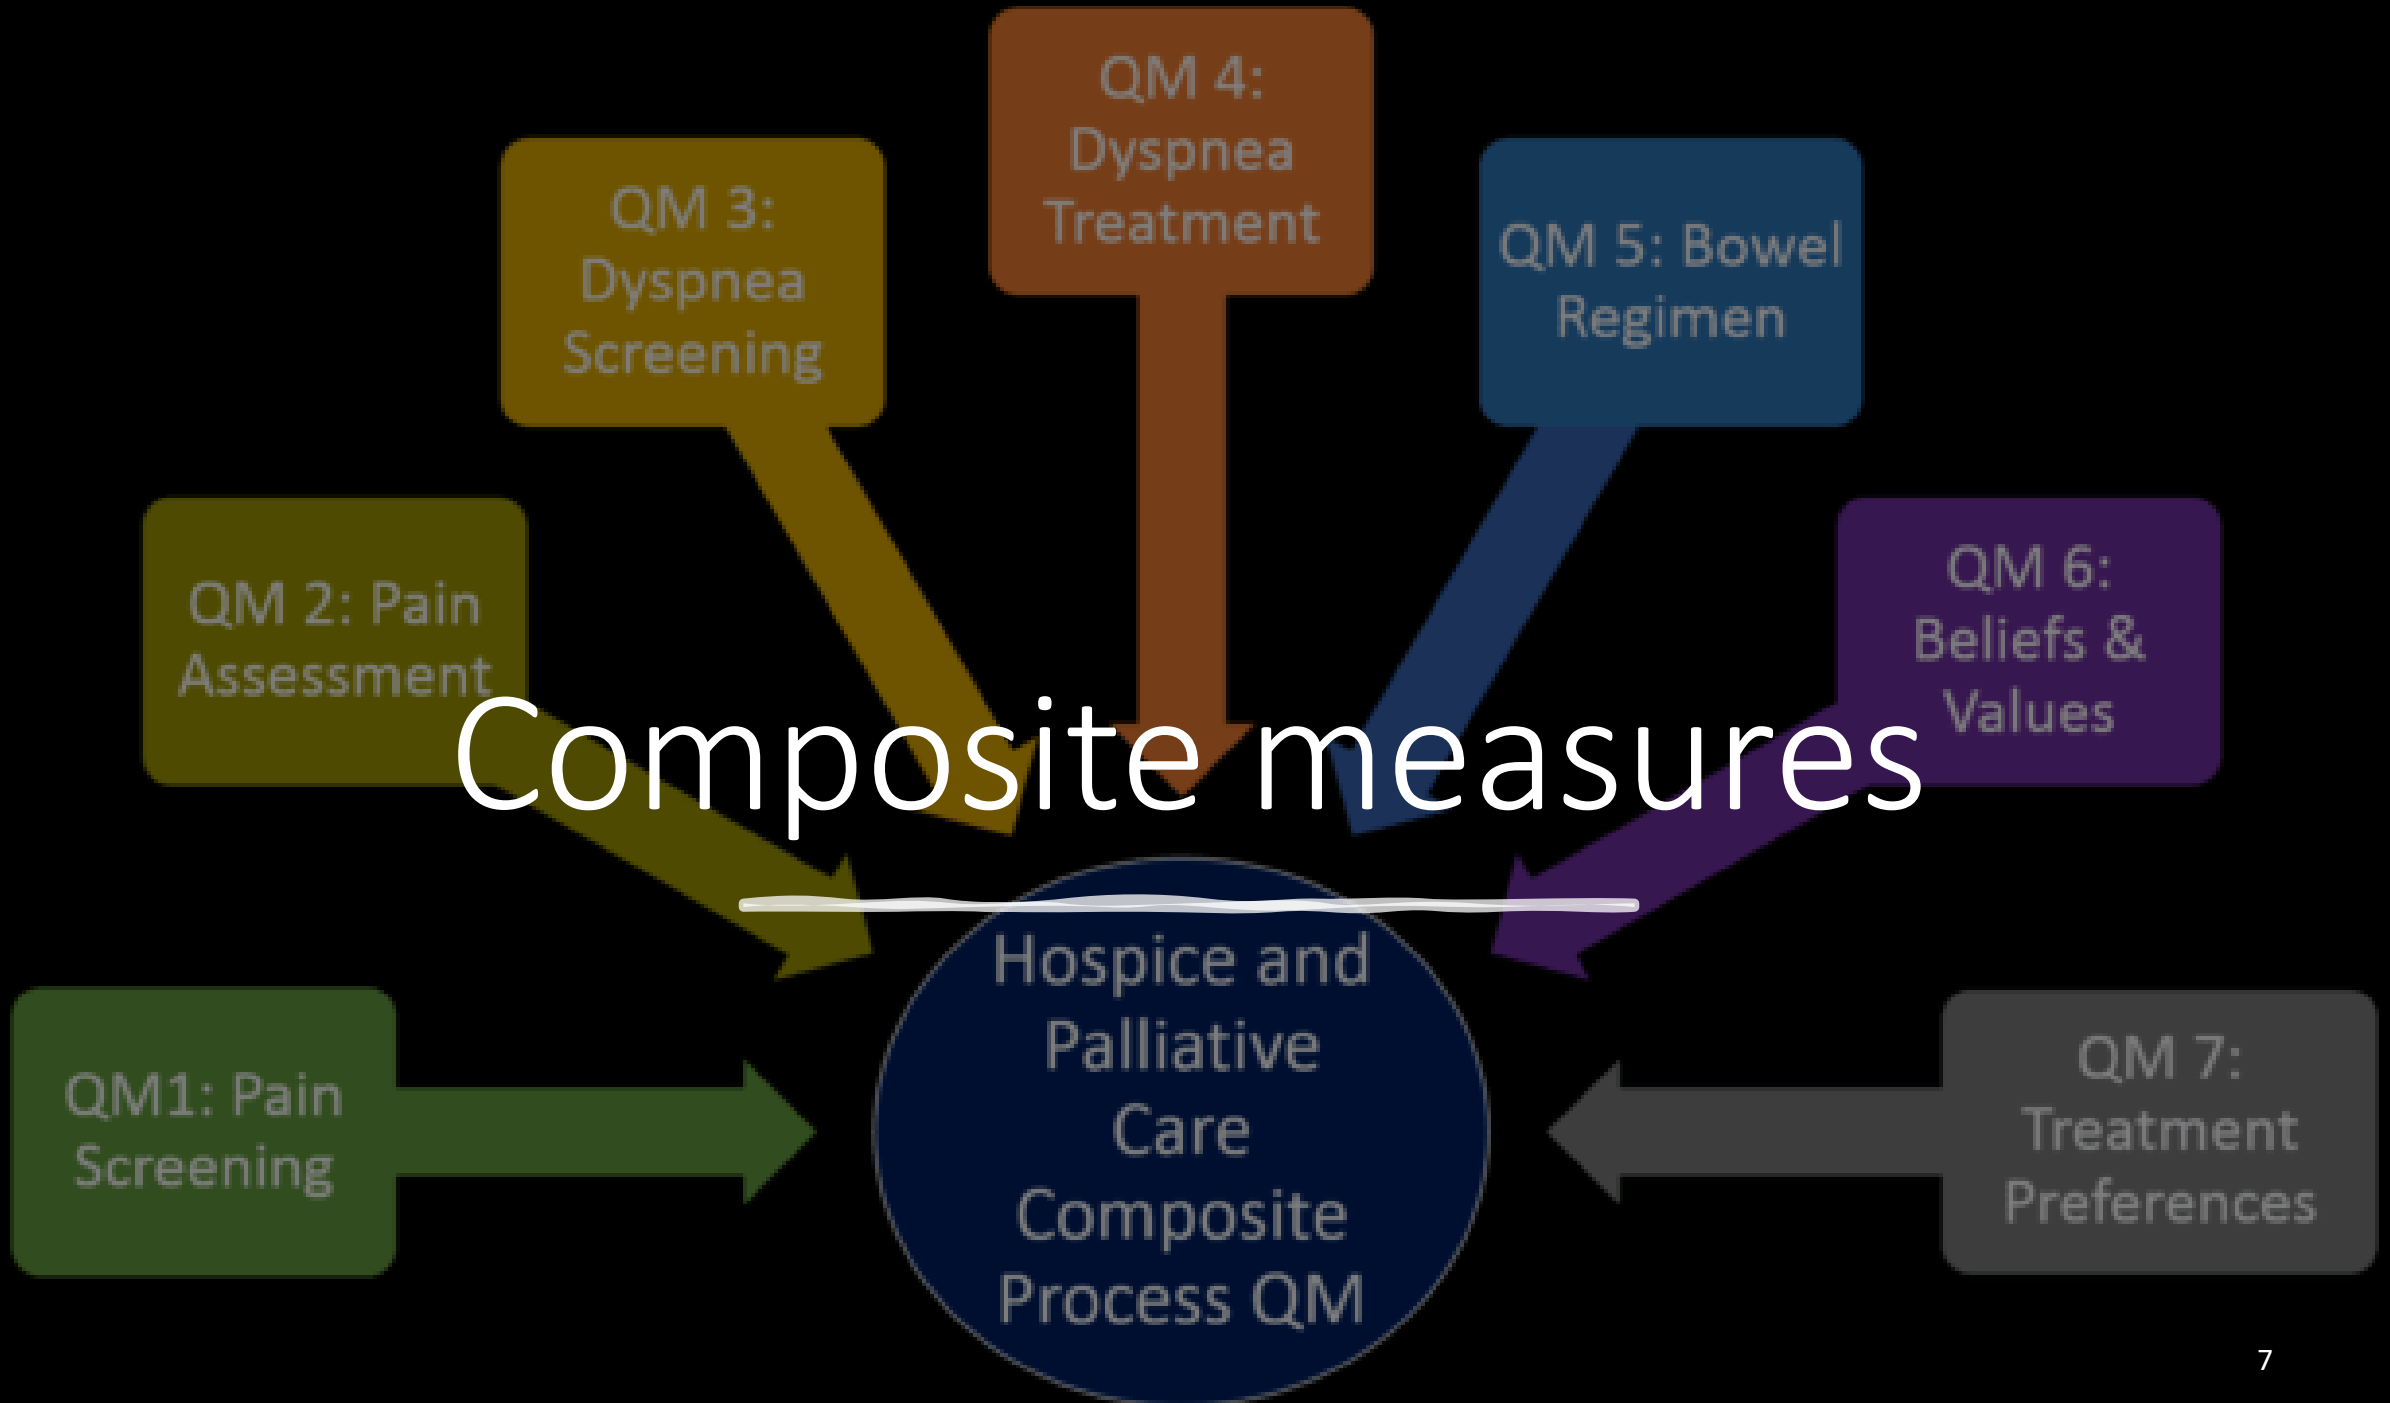 QM 4:
Dyspnea
Treatment
QM 3:
Dyspnea
Screening
QM 5: Bowel
Regimen
QM 2: Pain
Assessment
QM 6:
Beliefs &
Values
Composite measures
Hospice and
Palliative
Care
Composite
Process QM
QM1: Pain
Screening
QM 7:
Treatment
Preferences
7